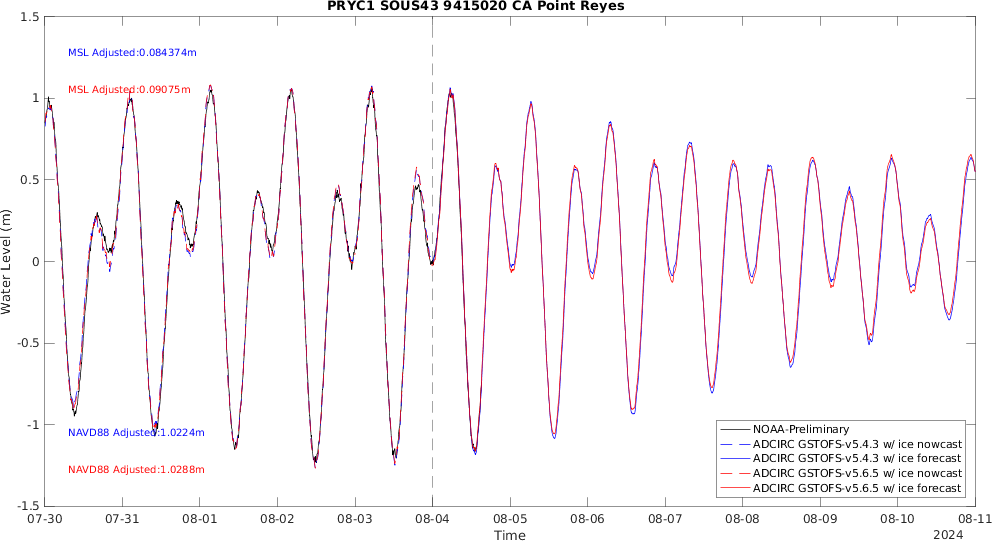 PRYC1 SOUS43 9415020 CA Point Reyes
1.5
MSL Adjusted:0.084374m
MSL Adjusted:0.09075m
1
0.5
0
Water Level (m)
-0.5
-1
NAVD88 Adjusted:1.0224m
NAVD88 Adjusted:1.0288m
-1.5
NOAA-Preliminary
ADCIRC GSTOFS-v5.4.3 w/ ice nowcast
ADCIRC GSTOFS-v5.4.3 w/ ice forecast
ADCIRC GSTOFS-v5.6.5 w/ ice nowcast
ADCIRC GSTOFS-v5.6.5 w/ ice forecast
07-30 07-31 08-01 08-02 08-03 08-04 08-05 08-06 08-07 08-08 08-09 08-10 08-11
Time
2024